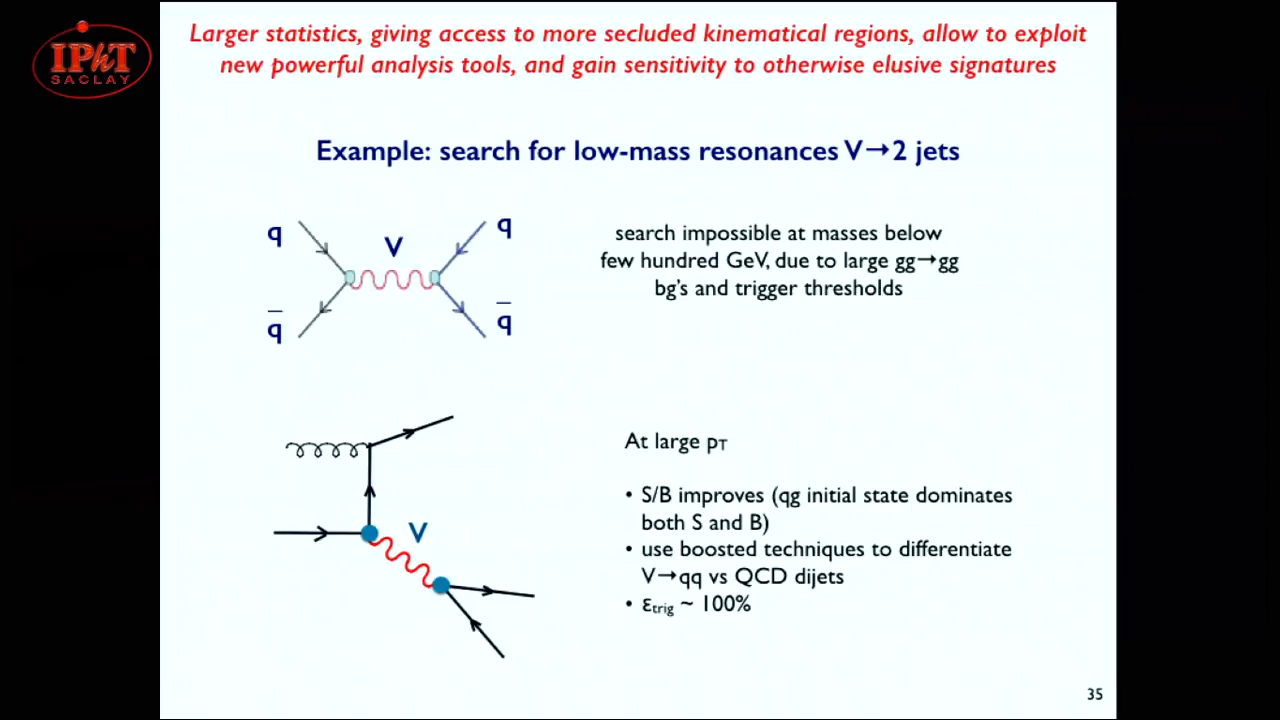 IPhT
SACLAY
Larger statistics, giving access to more secluded kinematical regions, allow to exploit
new powerful analysis tools, and gain sensitivity to otherwise elusive signatures
Example: search for low-mass resonances V→2 jets
q
V
q
q̅
q̅
search impossible at masses below
few hundred GeV, due to large gg→gg
bg's and trigger thresholds
V
At large pT
• S/B improves (qg initial state dominates
both S and B)
• use boosted techniques to differentiate
V→qq vs QCD dijets
• εtrig ~ 100%
35